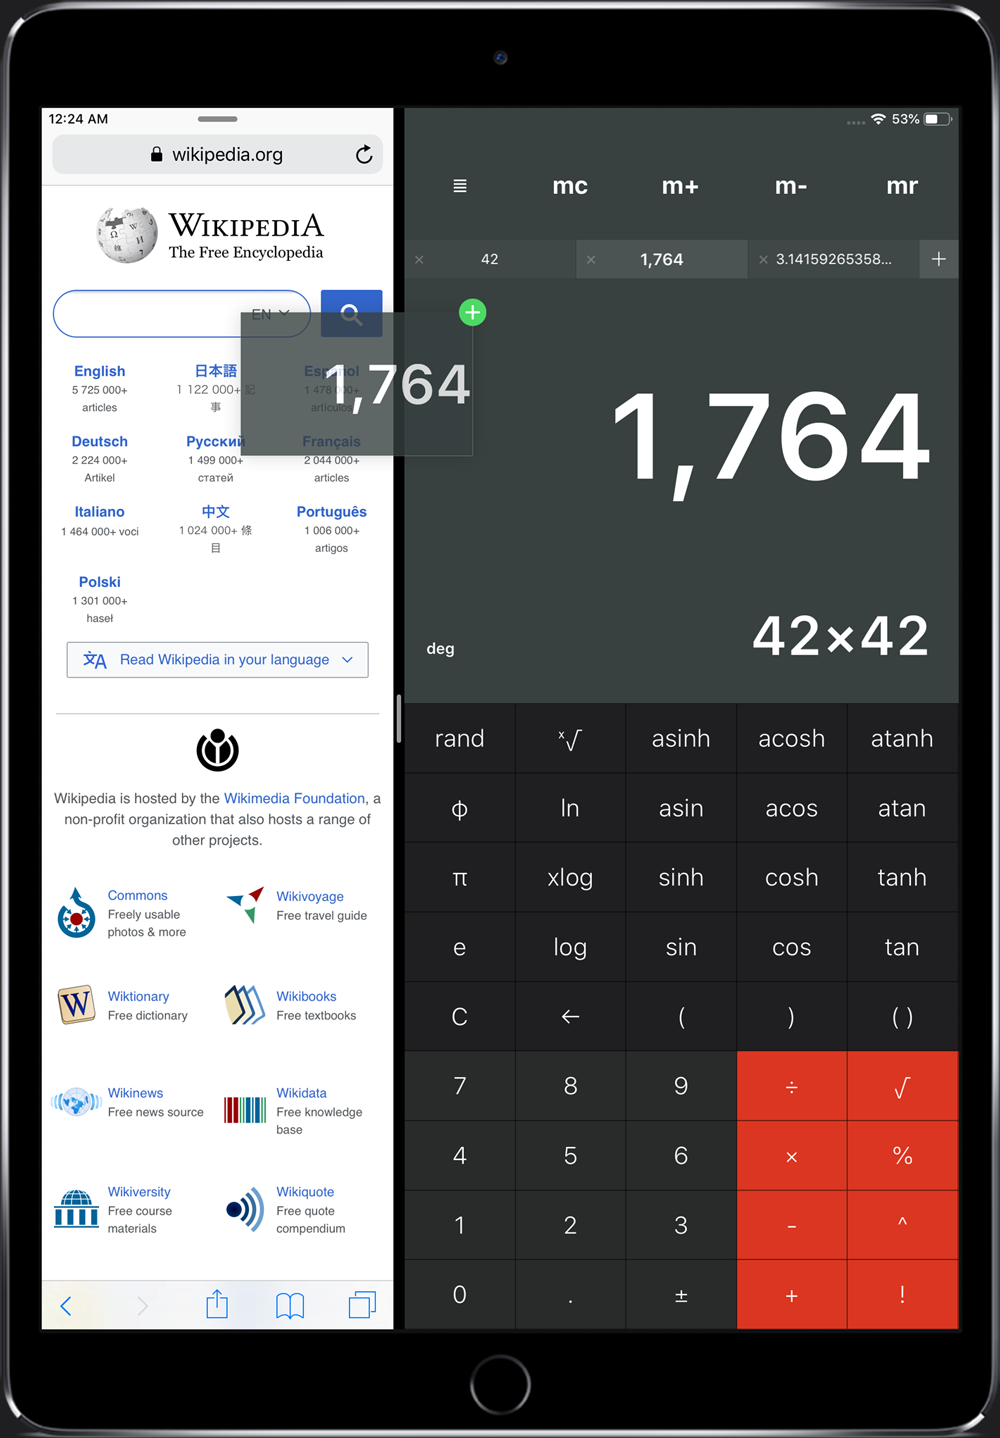 12:24 AM
wikipedia.org
WIKIPEDIA
The Free Encyclopedia
EN
English
5 725 000+
articles
日本語
1 122 000+ 記
事
Español
1 478 000+
artículos
Deutsch
2 224 000+
Artikel
Русский
1 499 000+
статей
Français
2 044 000+
articles
Italiano
1 464 000+ voci
中文
1 024 000+ 條
目
Português
1 006 000+
artigos
Polski
1 301 000+
haseł
文A Read Wikipedia in your language
Wikipedia is hosted by the Wikimedia Foundation, a
non-profit organization that also hosts a range of
other projects.
Commons
Freely usable
photos & more
Wikivoyage
Free travel guide
W
Wiktionary
Free dictionary
Wikibooks
Free textbooks
Wikinews
Free news source
Wikidata
Free knowledge
base
Wikiversity
Free course
materials
Wikiquote
Free quote
compendium
1,764
53%
mc m+ m- mr
× 42 × 1,764 × 3.14159265358... +
1,764
deg
42×42
rand ˣ√ asinh acosh atanh
φ ln asin acos atan
π xlog sinh cosh tanh
e log sin cos tan
C ← ( ) ( )
7 8 9 ÷ √
4 5 6 × %
1 2 3 - ^
0 . ± + !